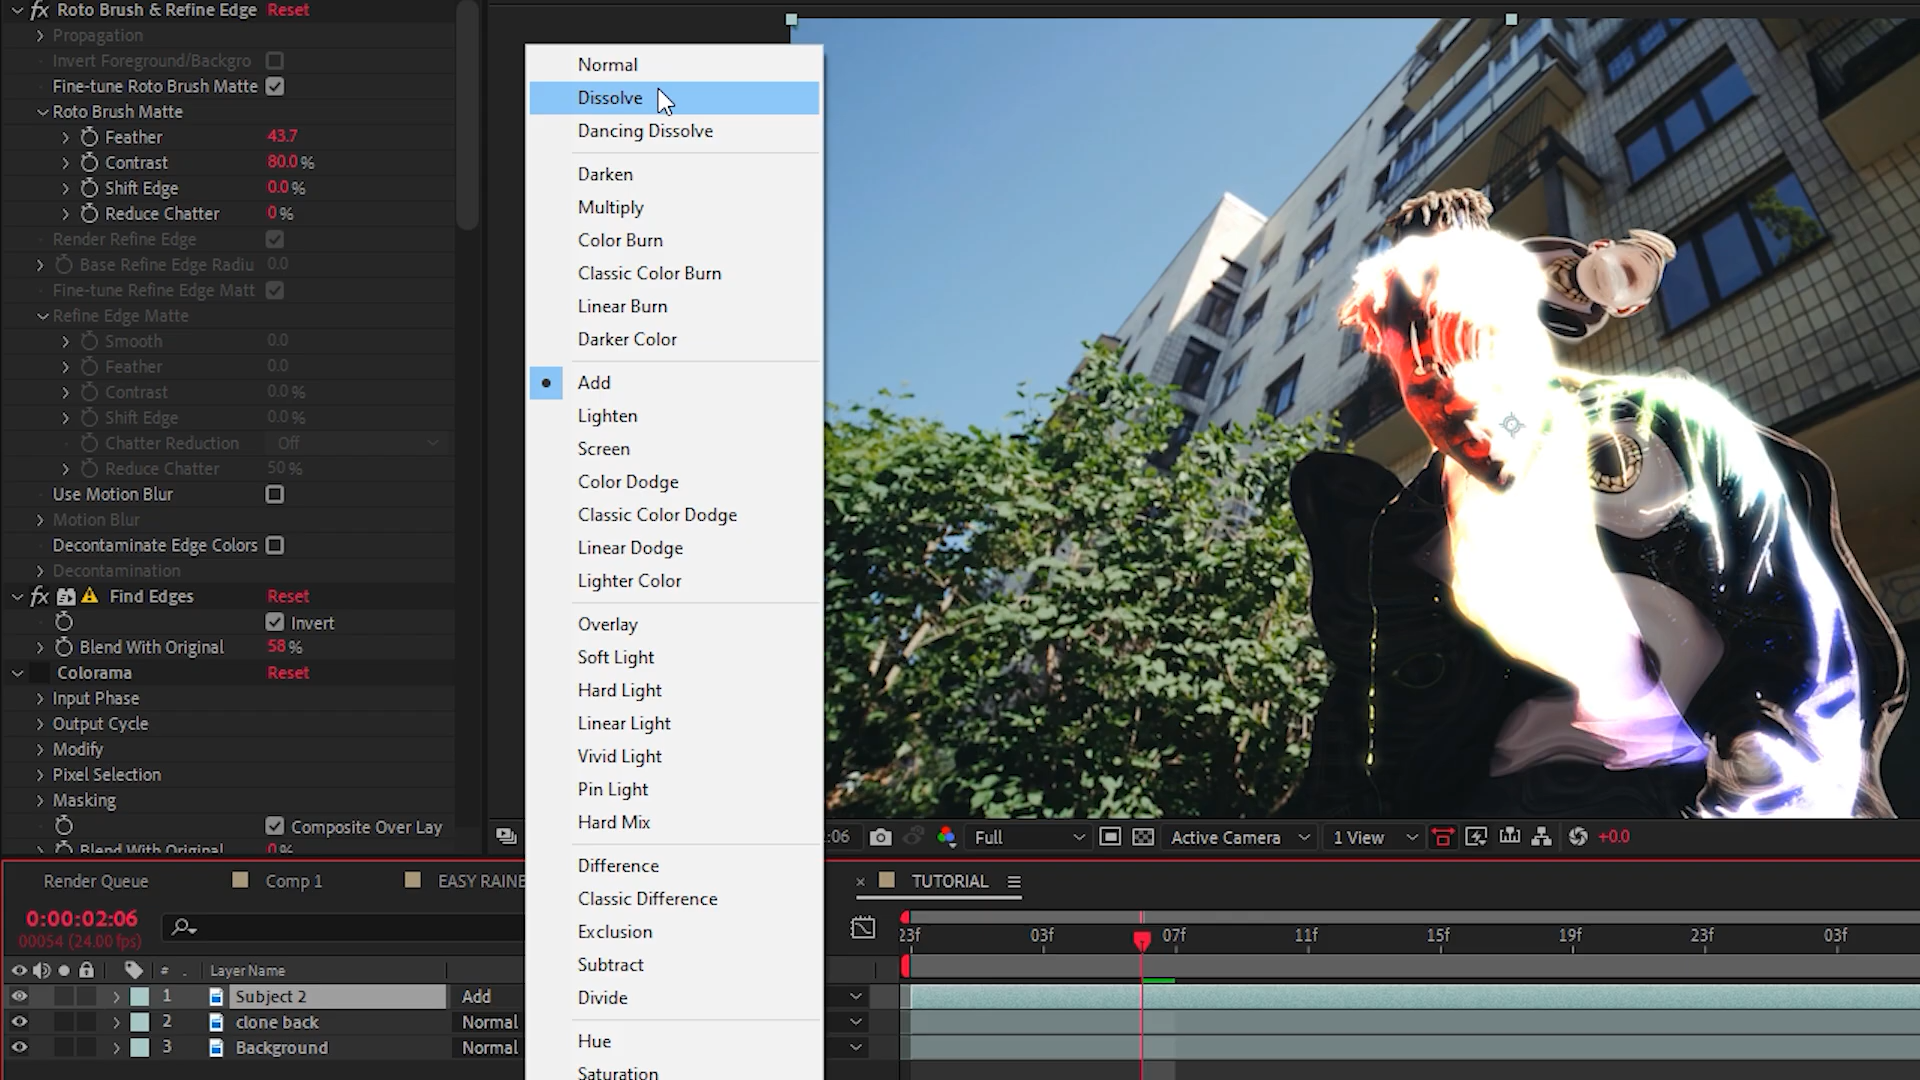 fx Roto Brush & Refine Edge Reset
Propagation
Invert Foreground/Backgro
Fine-tune Roto Brush Matte
Roto Brush Matte
Feather 43.7
Contrast 80.0 %
Shift Edge 0.0 %
Reduce Chatter 0 %
Render Refine Edge
Base Refine Edge Radiu 0.0
Fine-tune Refine Edge Matt
Refine Edge Matte
Smooth 0.0
Feather 0.0
Contrast 0.0 %
Shift Edge 0.0 %
Chatter Reduction Off
Reduce Chatter 50 %
Use Motion Blur
Motion Blur
Decontaminate Edge Colors
Decontamination
fx Find Edges Reset
Invert
Blend With Original 58 %
Colorama Reset
Input Phase
Output Cycle
Modify
Pixel Selection
Masking
Composite Over Lay
Blend With Original 0 %
Normal
Dissolve
Dancing Dissolve
Darken
Multiply
Color Burn
Classic Color Burn
Linear Burn
Darker Color
Add
Lighten
Screen
Color Dodge
Classic Color Dodge
Linear Dodge
Lighter Color
Overlay
Soft Light
Hard Light
Linear Light
Vivid Light
Pin Light
Hard Mix
Difference
Classic Difference
Exclusion
Subtract
Divide
Hue
Saturation
:06 Full Active Camera 1 View +0.0
Render Queue Comp 1 EASY RAINE × TUTORIAL
0:00:02:06
00054 (24.00 fps)
23f 03f 07f 11f 15f 19f 23f 03f
# . Layer Name
1 Subject 2 Add
2 clone back Normal
3 Background Normal